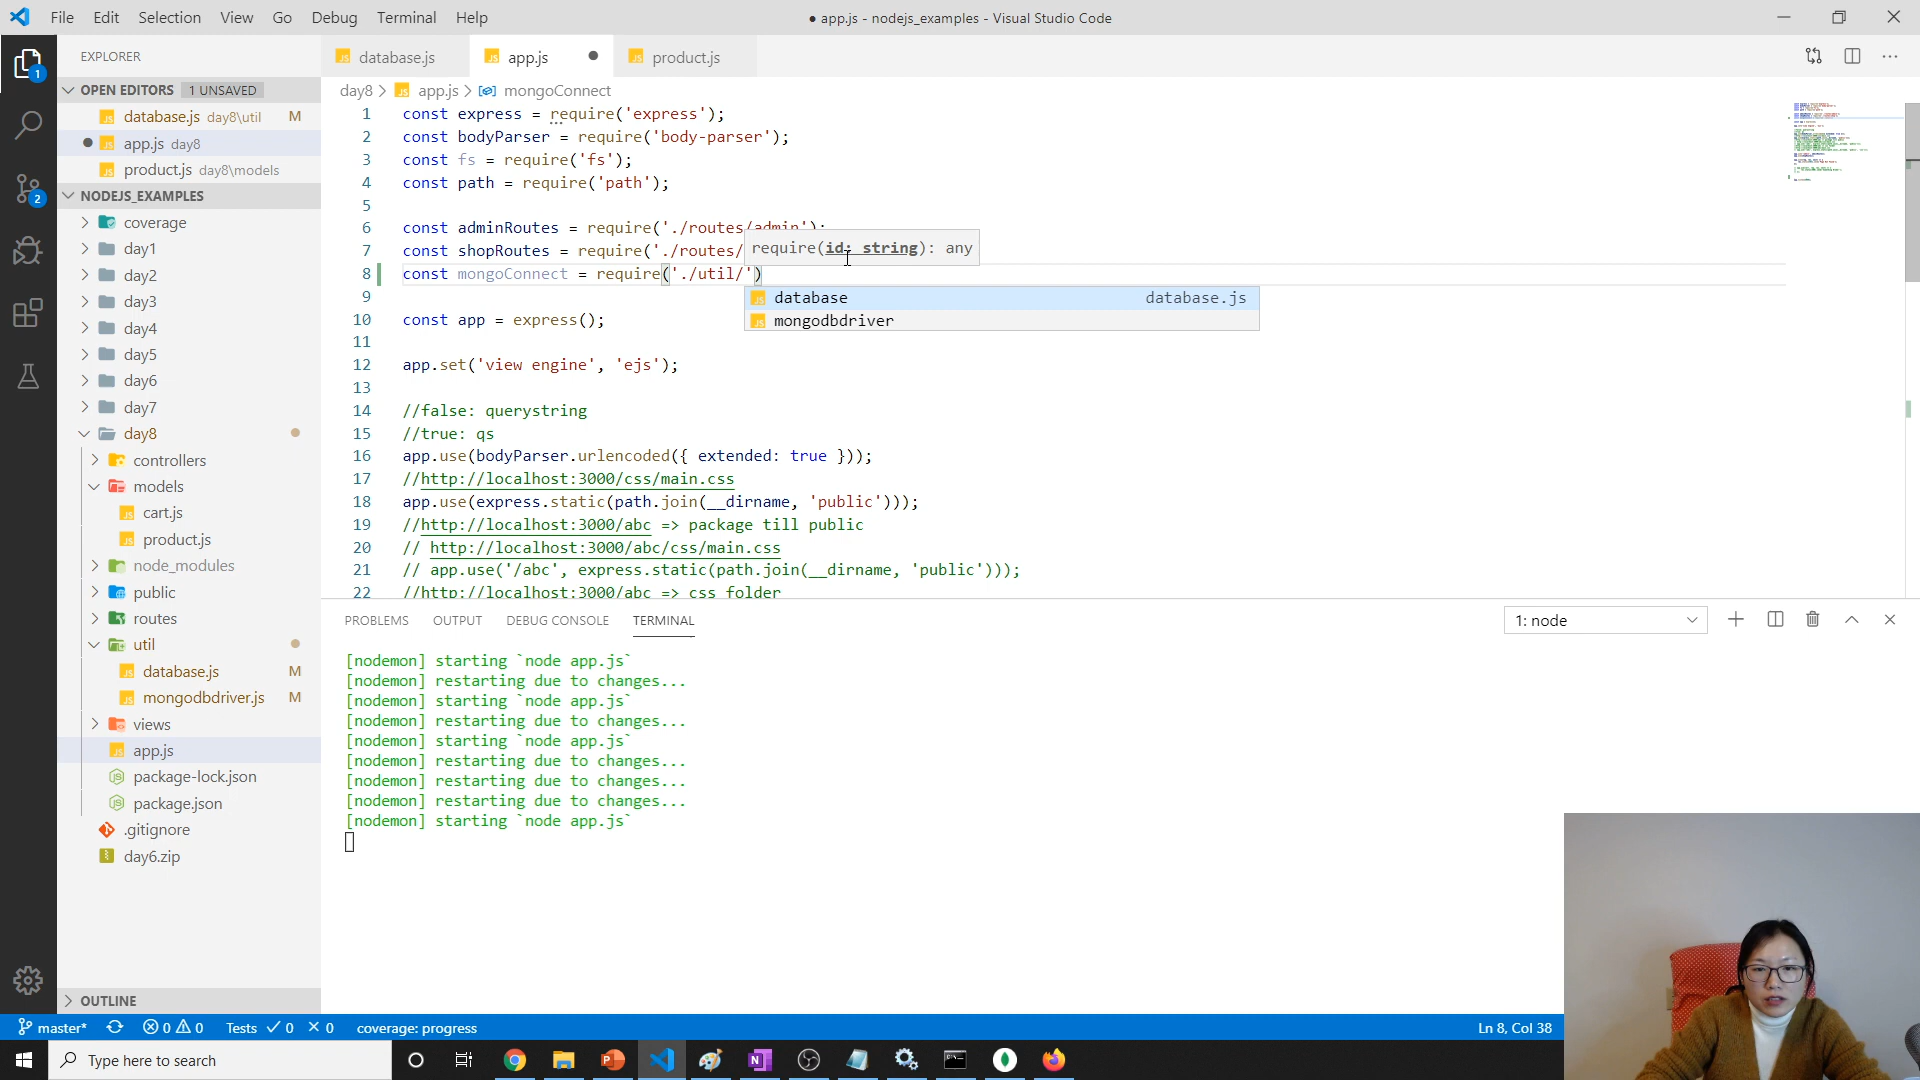 File Edit Selection View Go Debug Terminal Help
● app.js - nodejs_examples - Visual Studio Code
EXPLORER
OPEN EDITORS 1 UNSAVED
database.js day8\util M
app.js day8
product.js day8\models
NODEJS_EXAMPLES
coverage
day1
day2
day3
day4
day5
day6
day7
day8
controllers
models
cart.js
product.js
node_modules
public
routes
util
database.js M
mongodbdriver.js M
views
app.js
package-lock.json
package.json
.gitignore
day6.zip
OUTLINE
database.js app.js product.js
day8 > app.js > mongoConnect
1 const express = require('express');
2 const bodyParser = require('body-parser');
3 const fs = require('fs');
4 const path = require('path');
5
6 const adminRoutes = require('./routes/admin');
7 const shopRoutes = require('./routes/
require(id: string): any
8 const mongoConnect = require('./util/')
database database.js
mongodbdriver
9
10 const app = express();
11
12 app.set('view engine', 'ejs');
13
14 //false: querystring
15 //true: qs
16 app.use(bodyParser.urlencoded({ extended: true }));
17 //http://localhost:3000/css/main.css
18 app.use(express.static(path.join(__dirname, 'public')));
19 //http://localhost:3000/abc => package till public
20 // http://localhost:3000/abc/css/main.css
21 // app.use('/abc', express.static(path.join(__dirname, 'public')));
22 //http://localhost:3000/abc => css folder
PROBLEMS OUTPUT DEBUG CONSOLE TERMINAL
1: node
[nodemon] starting `node app.js`
[nodemon] restarting due to changes...
[nodemon] starting `node app.js`
[nodemon] restarting due to changes...
[nodemon] starting `node app.js`
[nodemon] restarting due to changes...
[nodemon] restarting due to changes...
[nodemon] restarting due to changes...
[nodemon] starting `node app.js`
master* 0 0 Tests 0 0 coverage: progress
Ln 8, Col 38
Type here to search